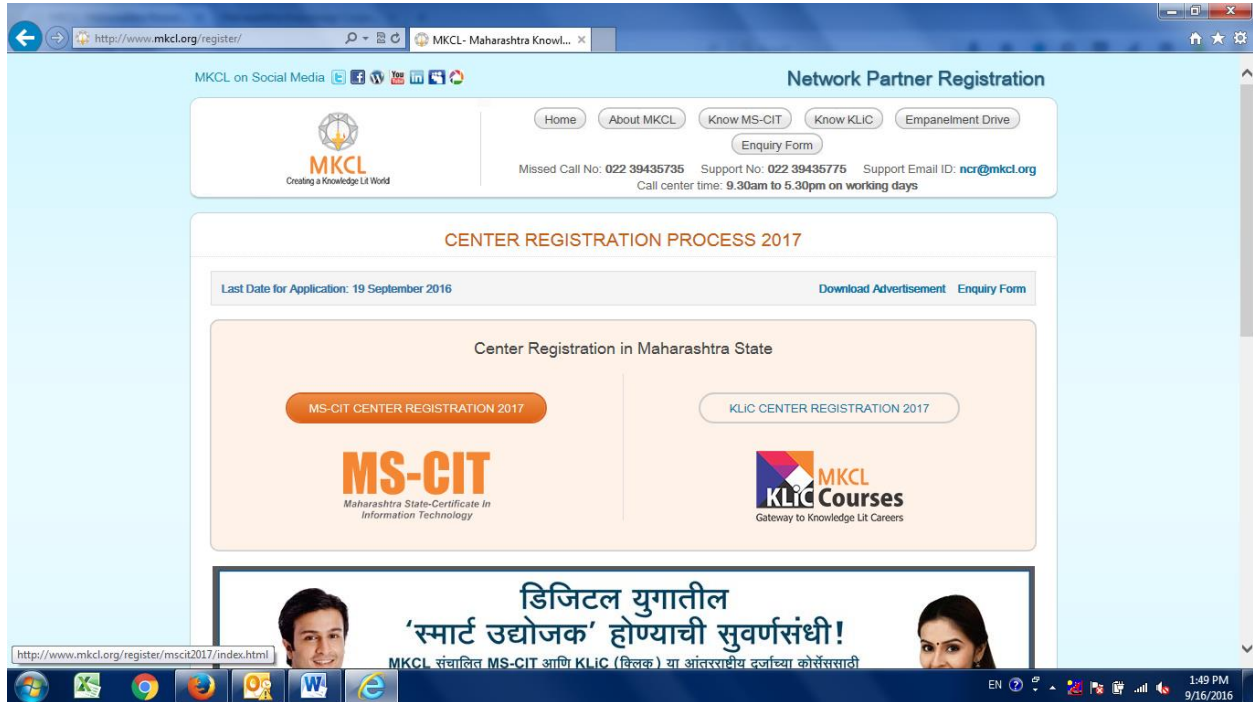 http://www.mkcl.org/register/
MKCL- Maharashtra Knowl...
MKCL on Social Media
Network Partner Registration
MKCL
Creating a Knowledge Lit World
Home About MKCL Know MS-CIT Know KLiC Empanelment Drive
Enquiry Form
Missed Call No: 022 39435735 Support No: 022 39435775 Support Email ID: ncr@mkcl.org
Call center time: 9.30am to 5.30pm on working days
CENTER REGISTRATION PROCESS 2017
Last Date for Application: 19 September 2016
Download Advertisement Enquiry Form
Center Registration in Maharashtra State
MS-CIT CENTER REGISTRATION 2017
KLiC CENTER REGISTRATION 2017
MS-CIT
Maharashtra State-Certificate In
Information Technology
MKCL
KLiC Courses
Gateway to Knowledge Lit Careers
डिजिटल युगातील
‘स्मार्ट उद्योजक’ होण्याची सुवर्णसंधी!
MKCL संचालित MS-CIT आणि KLiC (क्लिक) या आंतरराष्ट्रीय दर्जाच्या कोर्सेससाठी
http://www.mkcl.org/register/mscit2017/index.html
EN
1:49 PM
9/16/2016